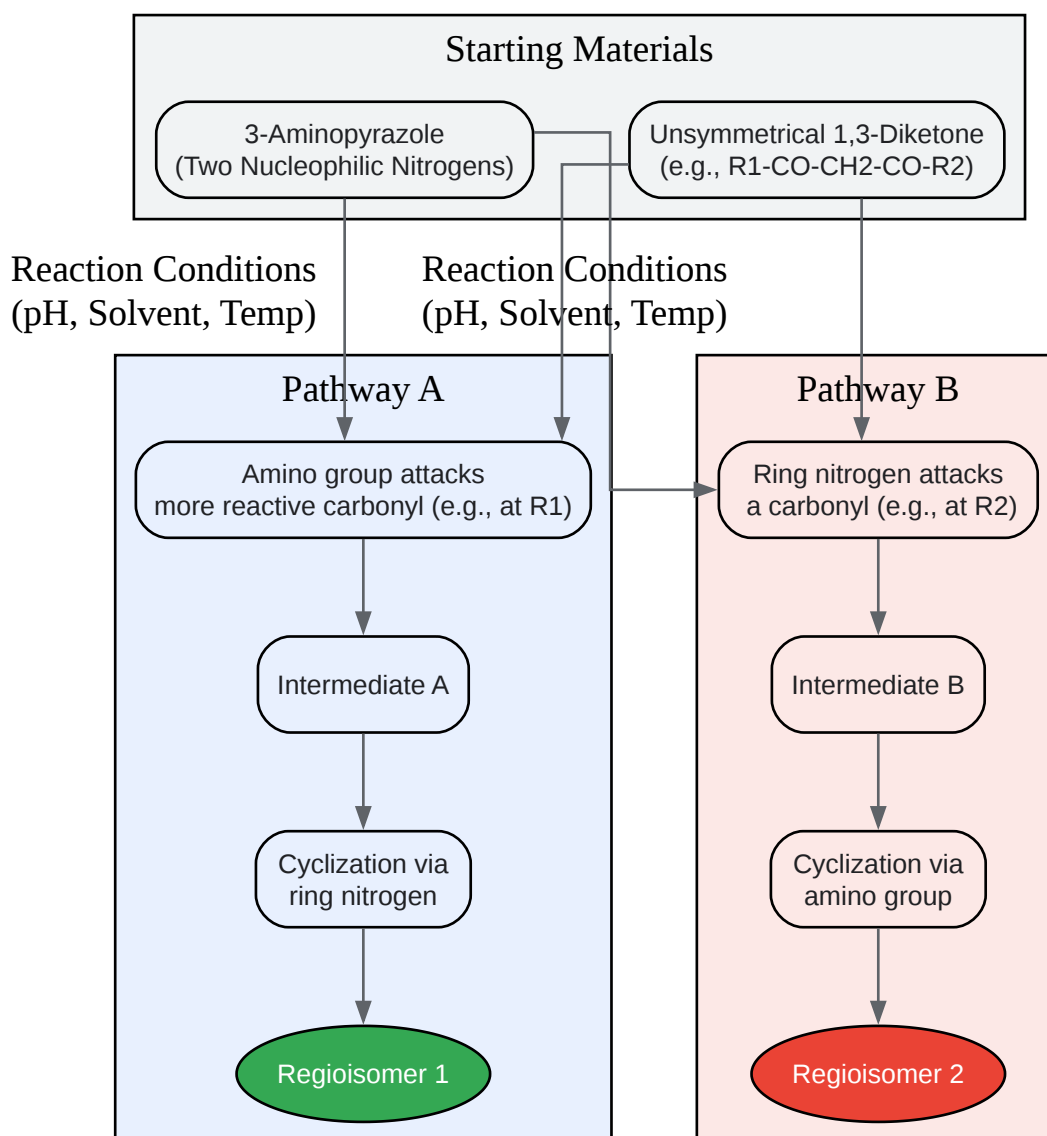 Starting Materials
3-Aminopyrazole
(Two Nucleophilic Nitrogens)
Unsymmetrical 1,3-Diketone
(e.g., R1-CO-CH2-CO-R2)
Reaction Conditions
(pH, Solvent, Temp)
Reaction Conditions
(pH, Solvent, Temp)
Pathway A
Amino group attacks
more reactive carbonyl (e.g., at R1)
Intermediate A
Cyclization via
ring nitrogen
Regioisomer 1
Pathway B
Ring nitrogen attacks
a carbonyl (e.g., at R2)
Intermediate B
Cyclization via
amino group
Regioisomer 2